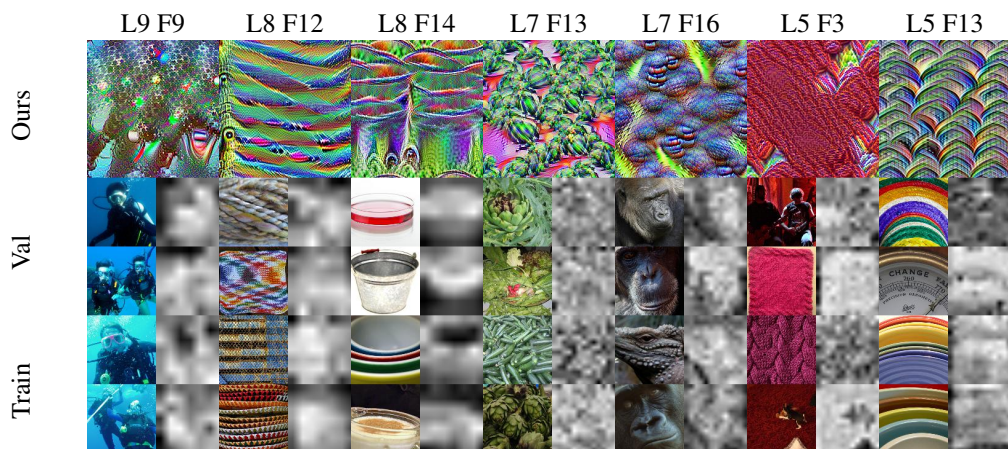 L9 F9 L8 F12 L8 F14 L7 F13 L7 F16 L5 F3 L5 F13
Ours
Val
CHANGE
Train